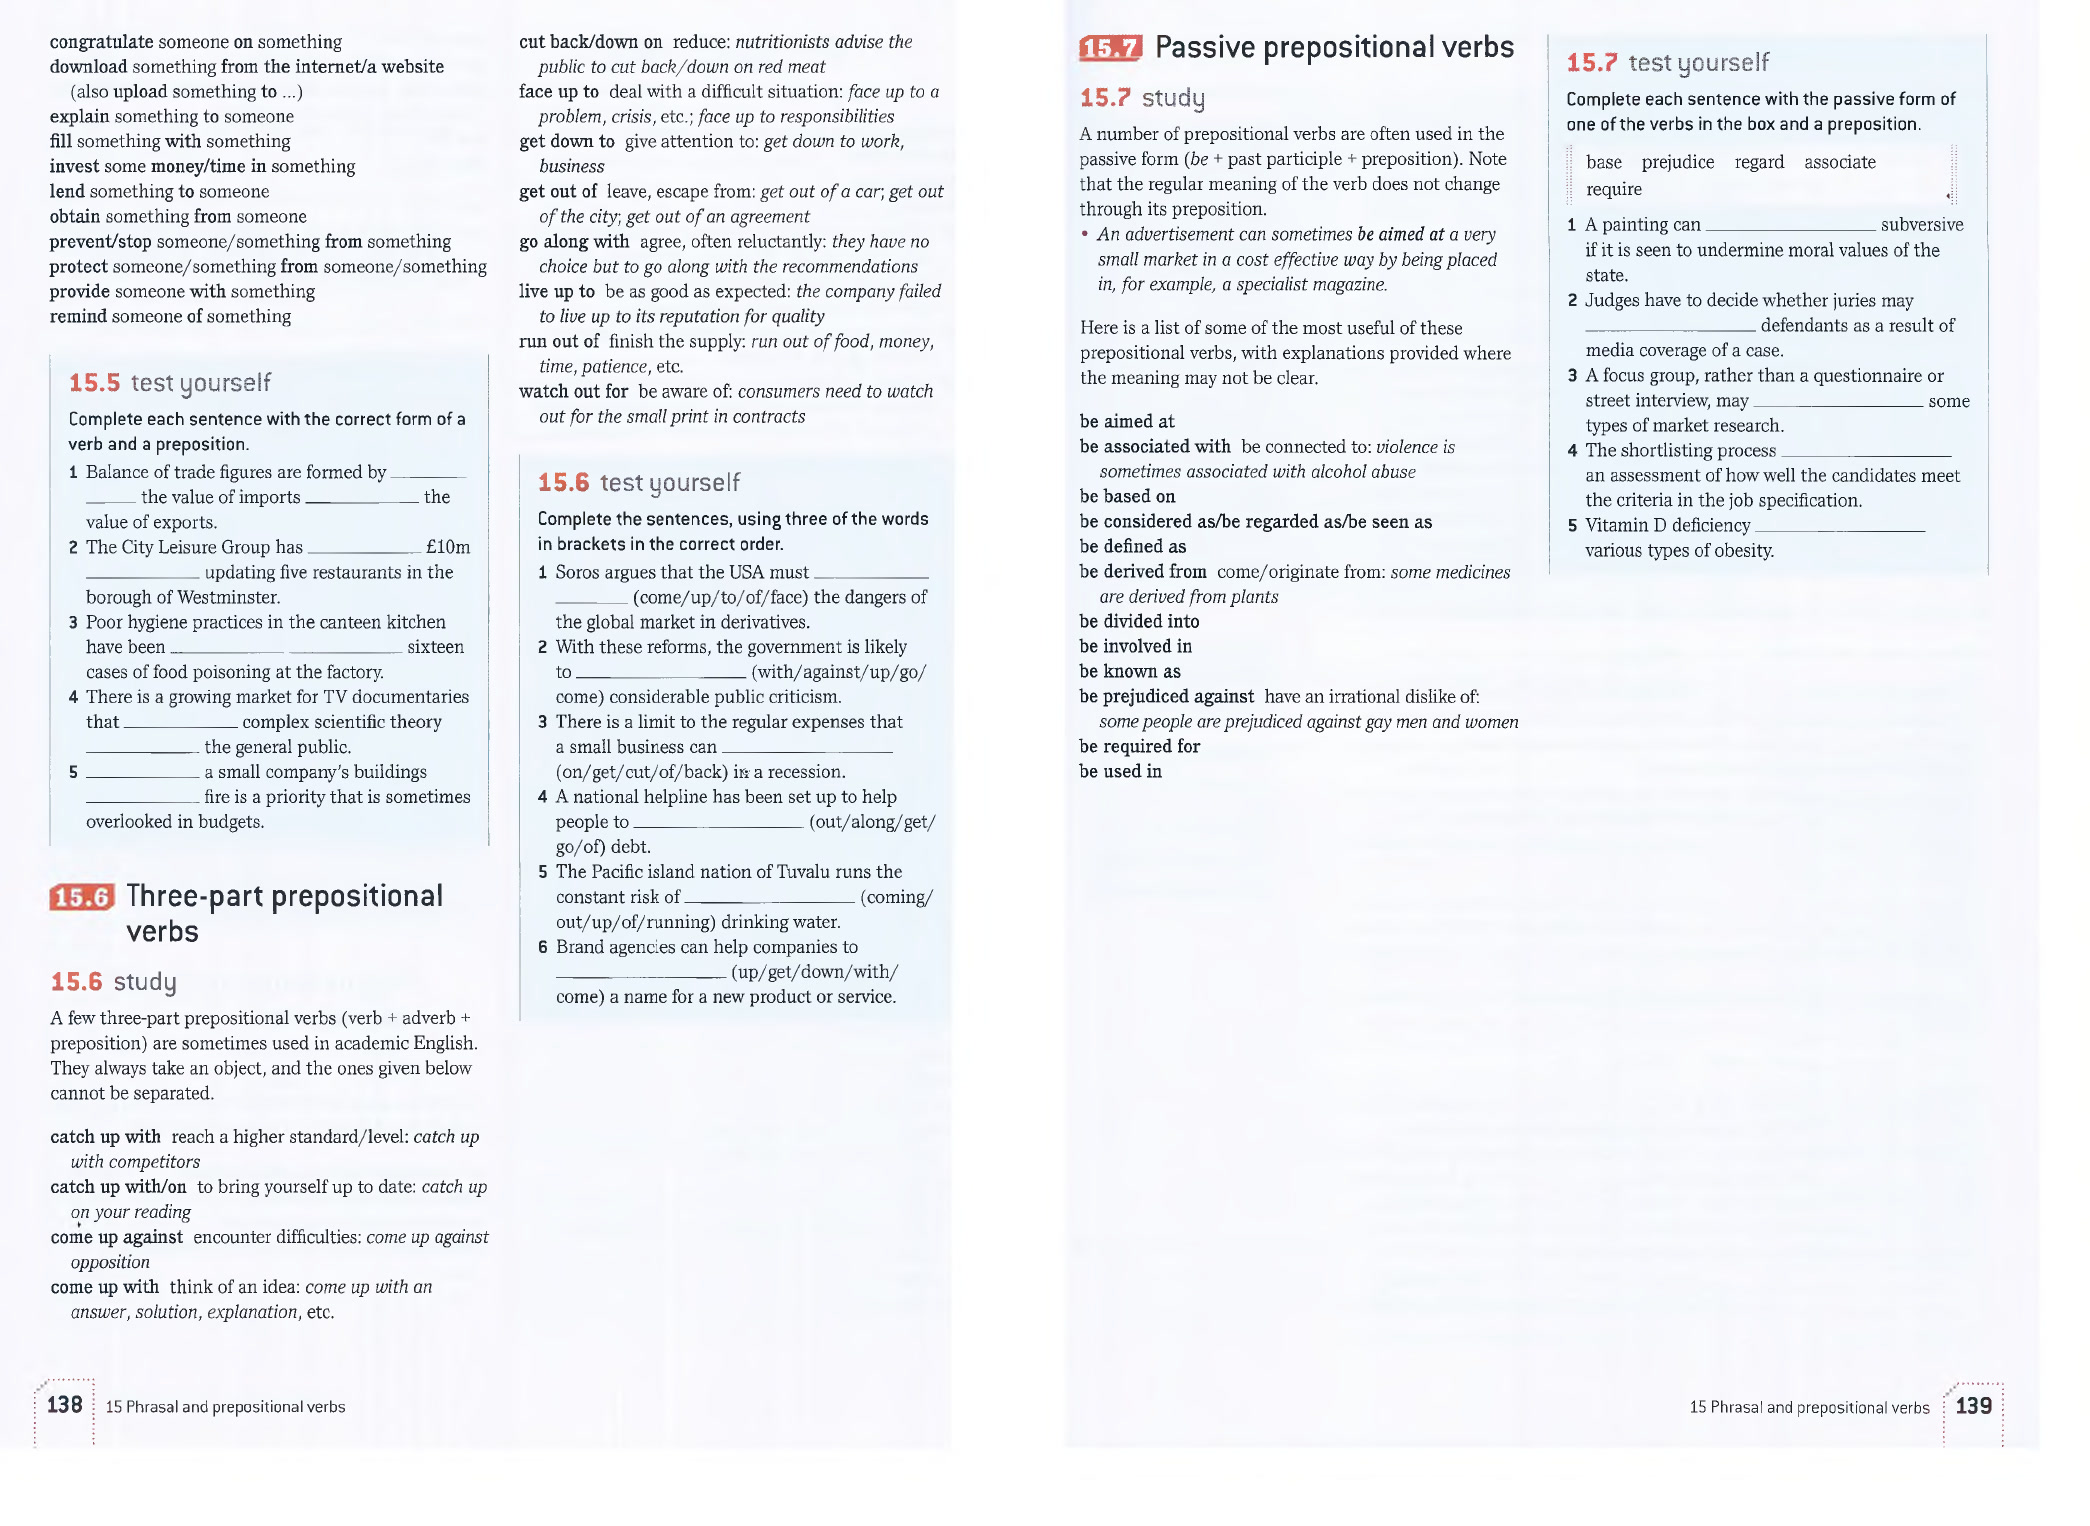 congratulate someone on something
download something from the internet/a website
(also upload something to ...)
explain something to someone
fill something with something
invest some money/time in something
lend something to someone
obtain something from someone
prevent/stop someone/something from something
protect someone/something from someone/something
provide someone with something
remind someone of something
15.5 test yourself
Complete each sentence with the correct form of a
verb and a preposition.
1 Balance of trade figures are formed by ________
_____ the value of imports ____________ the
value of exports.
2 The City Leisure Group has ____________ £10m
____________ updating five restaurants in the
borough of Westminster.
3 Poor hygiene practices in the canteen kitchen
have been ____________ ____________ sixteen
cases of food poisoning at the factory.
4 There is a growing market for TV documentaries
that ____________ complex scientific theory
____________ the general public.
5 ____________ a small company's buildings
____________ fire is a priority that is sometimes
overlooked in budgets.
15.6 Three-part prepositional
verbs
15.6 study
A few three-part prepositional verbs (verb + adverb +
preposition) are sometimes used in academic English.
They always take an object, and the ones given below
cannot be separated.
catch up with reach a higher standard/level: catch up
with competitors
catch up with/on to bring yourself up to date: catch up
on your reading
come up against encounter difficulties: come up against
opposition
come up with think of an idea: come up with an
answer, solution, explanation, etc.
cut back/down on reduce: nutritionists advise the
public to cut back/down on red meat
face up to deal with a difficult situation: face up to a
problem, crisis, etc.; face up to responsibilities
get down to give attention to: get down to work,
business
get out of leave, escape from: get out of a car; get out
of the city; get out of an agreement
go along with agree, often reluctantly: they have no
choice but to go along with the recommendations
live up to be as good as expected: the company failed
to live up to its reputation for quality
run out of finish the supply: run out of food, money,
time, patience, etc.
watch out for be aware of: consumers need to watch
out for the small print in contracts
15.6 test yourself
Complete the sentences, using three of the words
in brackets in the correct order.
1 Soros argues that the USA must ____________
________ (come/up/to/of/face) the dangers of
the global market in derivatives.
2 With these reforms, the government is likely
to __________________ (with/against/up/go/
come) considerable public criticism.
3 There is a limit to the regular expenses that
a small business can __________________
(on/get/cut/of/back) in a recession.
4 A national helpline has been set up to help
people to __________________ (out/along/get/
go/of) debt.
5 The Pacific island nation of Tuvalu runs the
constant risk of __________________ (coming/
out/up/of/running) drinking water.
6 Brand agencies can help companies to
__________________ (up/get/down/with/
come) a name for a new product or service.
138 15 Phrasal and prepositional verbs
15.7 Passive prepositional verbs
15.7 study
A number of prepositional verbs are often used in the
passive form (be + past participle + preposition). Note
that the regular meaning of the verb does not change
through its preposition.
• An advertisement can sometimes be aimed at a very
small market in a cost effective way by being placed
in, for example, a specialist magazine.
Here is a list of some of the most useful of these
prepositional verbs, with explanations provided where
the meaning may not be clear.
be aimed at
be associated with be connected to: violence is
sometimes associated with alcohol abuse
be based on
be considered as/be regarded as/be seen as
be defined as
be derived from come/originate from: some medicines
are derived from plants
be divided into
be involved in
be known as
be prejudiced against have an irrational dislike of:
some people are prejudiced against gay men and women
be required for
be used in
15.7 test yourself
Complete each sentence with the passive form of
one of the verbs in the box and a preposition.
base prejudice regard associate
require
1 A painting can __________________ subversive
if it is seen to undermine moral values of the
state.
2 Judges have to decide whether juries may
__________________ defendants as a result of
media coverage of a case.
3 A focus group, rather than a questionnaire or
street interview, may __________________ some
types of market research.
4 The shortlisting process __________________
an assessment of how well the candidates meet
the criteria in the job specification.
5 Vitamin D deficiency __________________
various types of obesity.
15 Phrasal and prepositional verbs 139